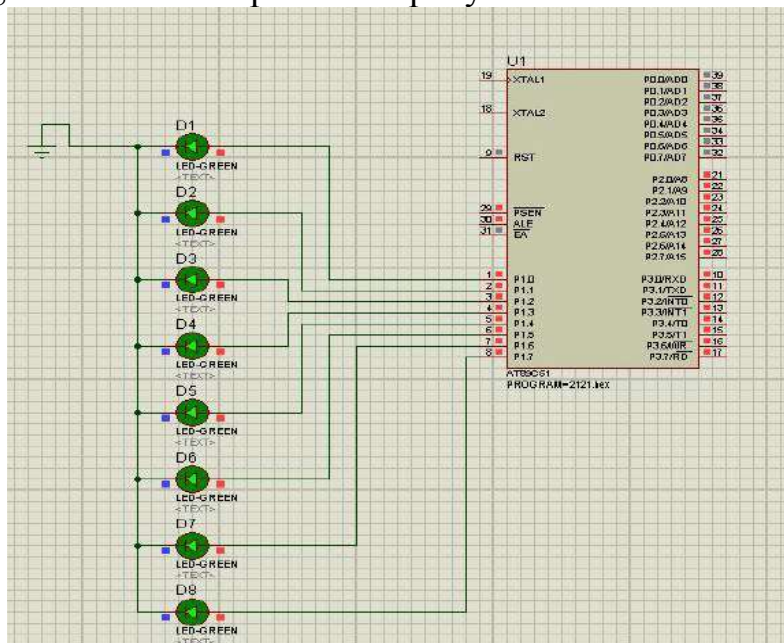 U1
19
XTAL1
18
XTAL2
9
RST
29
PSEN
30
ALE
31
EA
1
P1.0
2
P1.1
3
P1.2
4
P1.3
5
P1.4
6
P1.5
7
P1.6
8
P1.7
P0.0/AD0
39
P0.1/AD1
38
P0.2/AD2
37
P0.3/AD3
36
P0.4/AD4
P0.5/AD5
34
P0.6/AD6
33
P0.7/AD7
32
P2.0/A8
21
P2.1/A9
22
P2.2/A10
23
P2.3/A11
24
P2.4/A12
25
P2.5/A13
26
P2.6/A14
27
P2.7/A15
28
P3.0/RXD
10
P3.1/TXD
11
P3.2/INT0
12
P3.3/INT1
13
P3.4/T0
14
P3.5/T1
15
P3.6/WR
16
P3.7/RD
17
AT89C51
PROGRAM-2121.hex
D1
LED-GREEN
<TEXT>
D2
LED-GREEN
<TEXT>
D3
LED-GREEN
<TEXT>
D4
LED-GREEN
<TEXT>
D5
LED-GREEN
<TEXT>
D6
LED-GREEN
<TEXT>
D7
LED-GREEN
<TEXT>
D8
LED-GREEN
<TEXT>